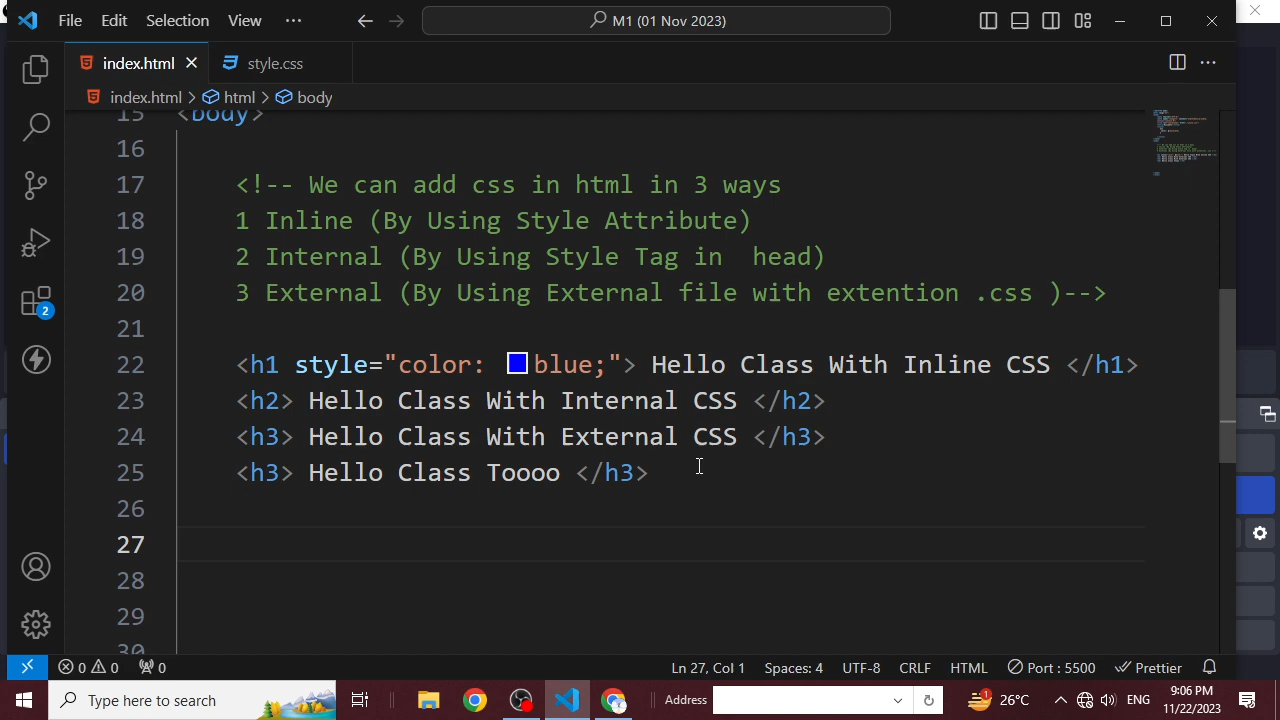 File Edit Selection View ··· M1 (01 Nov 2023)
index.html style.css
index.html > html > body
15 <body>
16
17 <!-- We can add css in html in 3 ways
18 1 Inline (By Using Style Attribute)
19 2 Internal (By Using Style Tag in  head)
20 3 External (By Using External file with extention .css )-->
21
22 <h1 style="color: blue;"> Hello Class With Inline CSS </h1>
23 <h2> Hello Class With Internal CSS </h2>
24 <h3> Hello Class With External CSS </h3>
25 <h3> Hello Class Toooo </h3>
26
27
28
29
30
2
0 0 0 Ln 27, Col 1 Spaces: 4 UTF-8 CRLF HTML Port : 5500 Prettier
Type here to search Address 1 26°C ENG 9:06 PM
11/22/2023